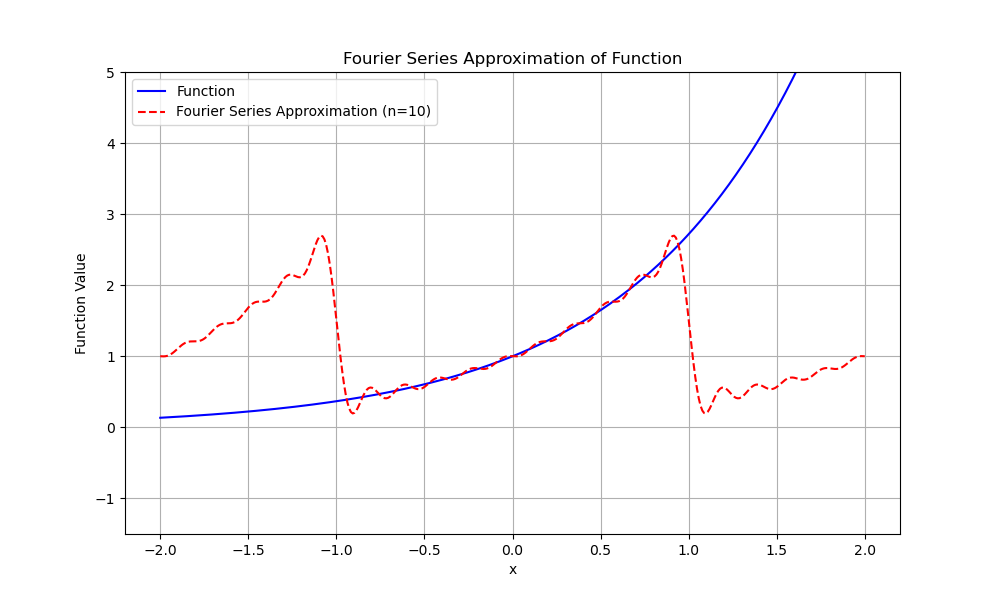 Fourier Series Approximation of Function
Function
Fourier Series Approximation (n=10)
Function Value
5
4
3
2
1
0
−1
−2.0 −1.5 −1.0 −0.5 0.0 0.5 1.0 1.5 2.0
x